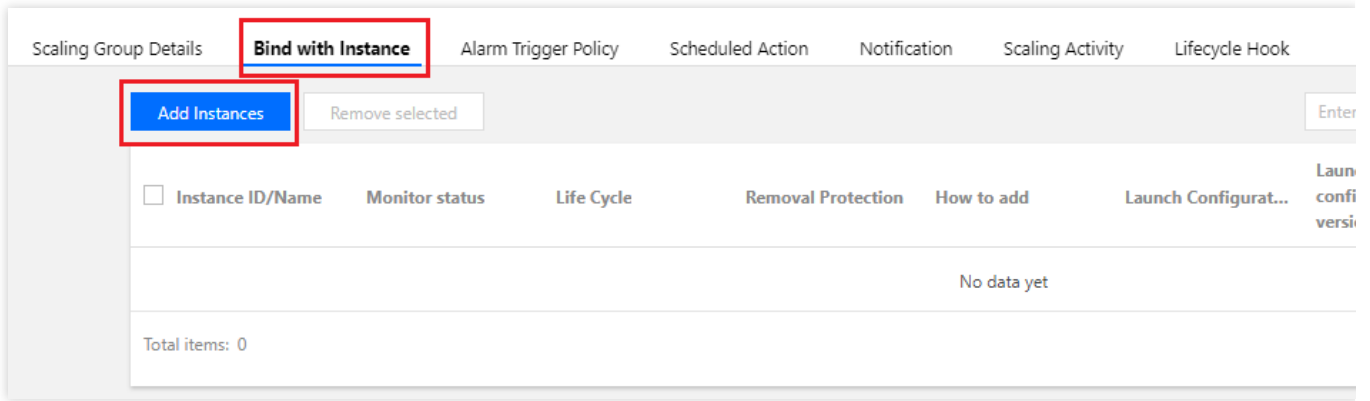 Scaling Group Details Bind with Instance Alarm Trigger Policy Scheduled Action Notification Scaling Activity Lifecycle Hook
Add Instances Remove selected Enter
Instance ID/Name Monitor status Life Cycle Removal Protection How to add Launch Configurat...
No data yet
Total items: 0